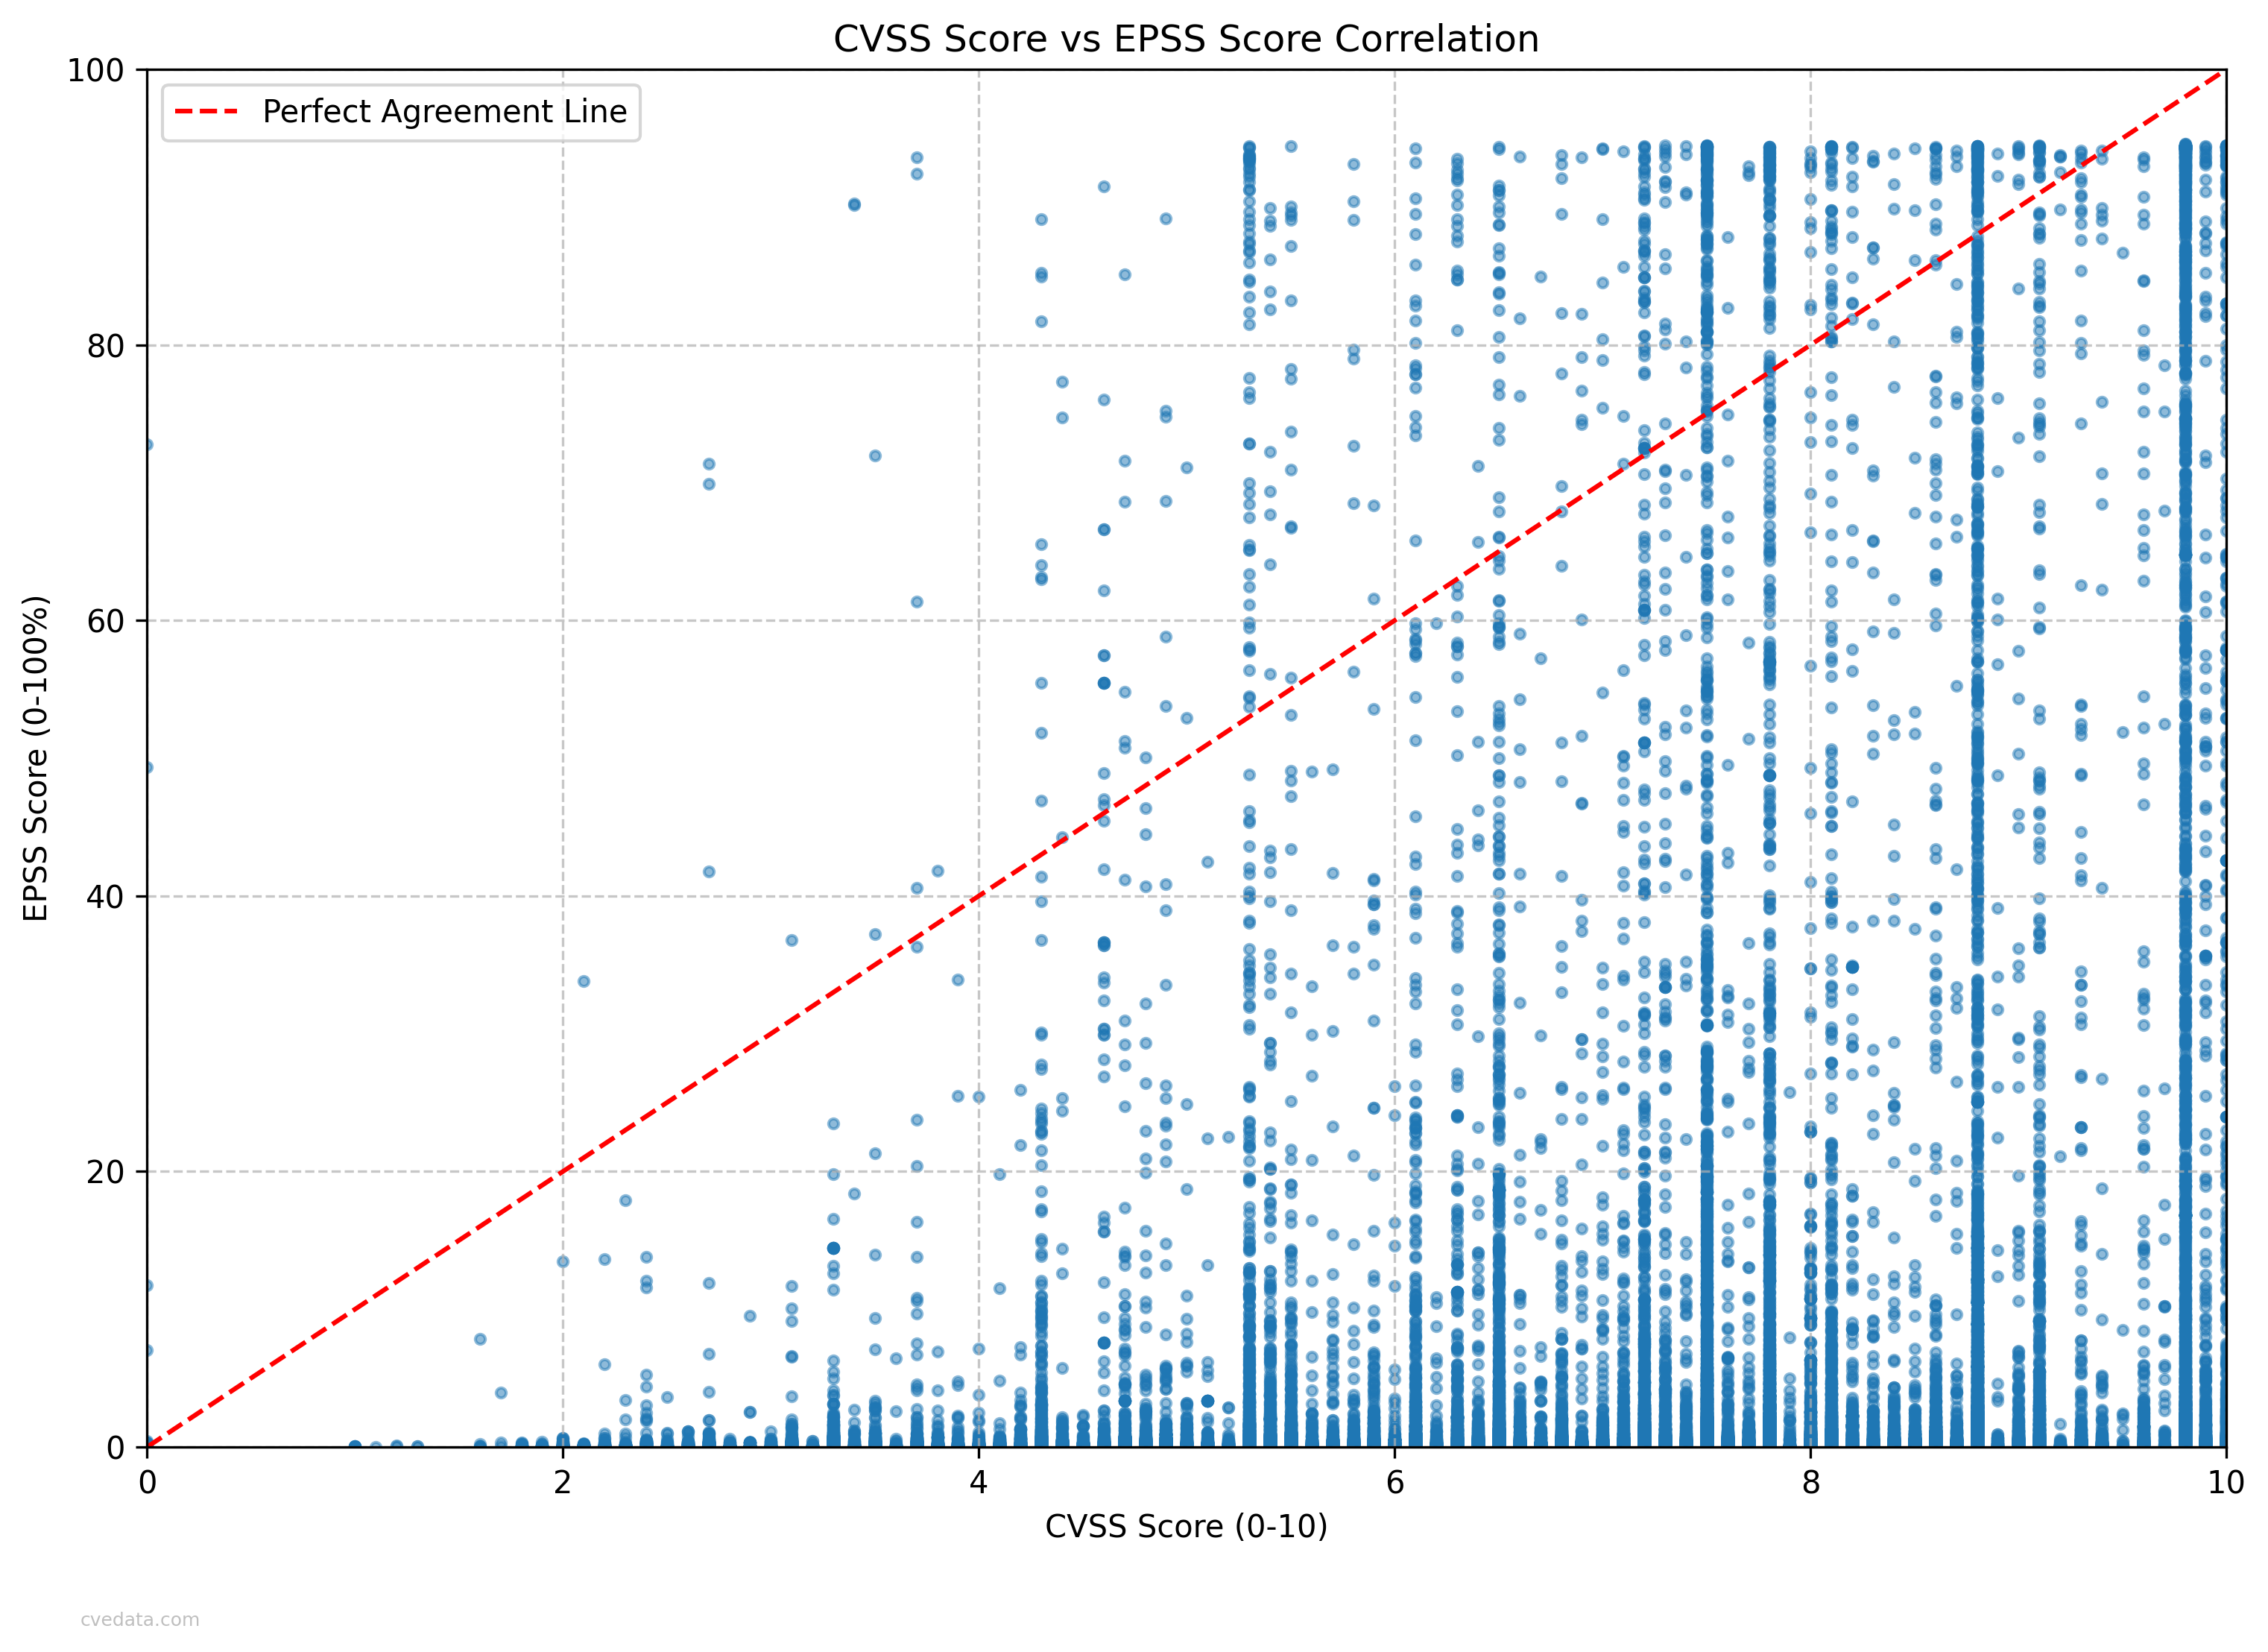 CVSS Score vs EPSS Score Correlation
Perfect Agreement Line
100
80
60
40
20
0
EPSS Score (0-100%)
0 2 4 6 8 10
CVSS Score (0-10)
cvedata.com